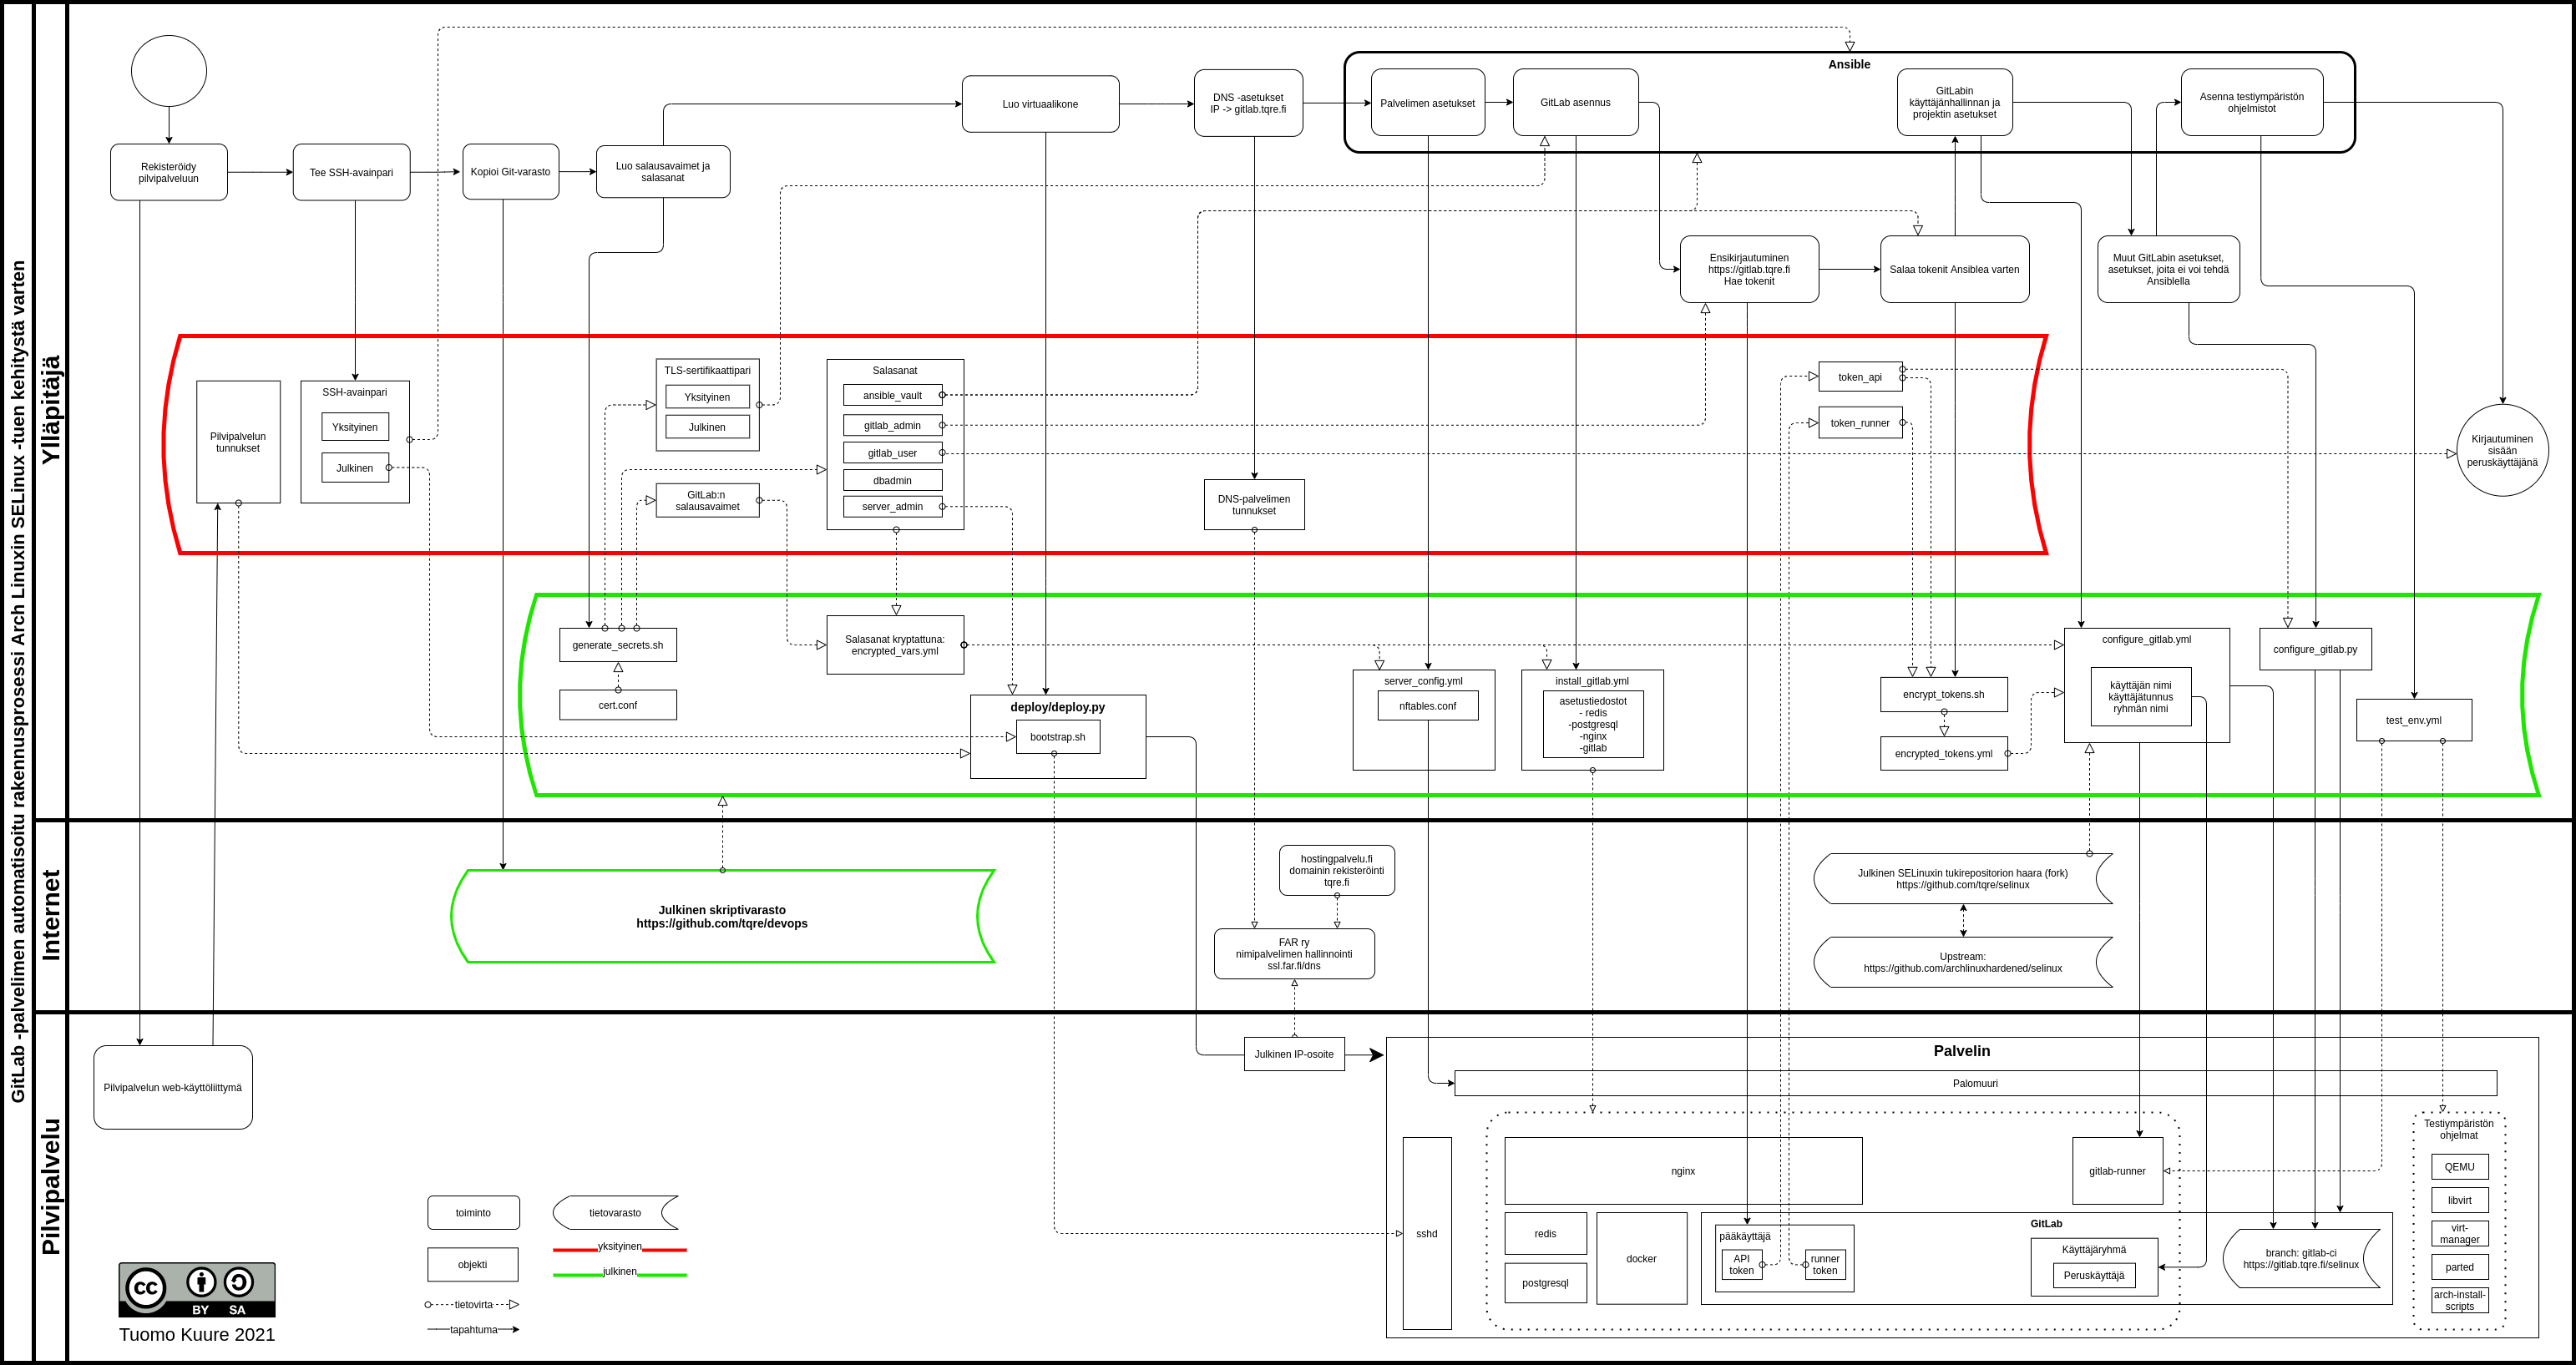 GitLab -palvelimen automatisoitu rakennusprosessi Arch Linuxin SELinux -tuen kehitystä varten
Ylläpitäjä
Ansible
Rekisteröidy
pilvipalveluun
Tee SSH-avainpari
Kopioi Git-varasto
Luo salausavaimet ja
salasanat
Luo virtuaalikone
DNS -asetukset
IP -> gitlab.tqre.fi
Palvelimen asetukset
GitLab asennus
GitLabin
käyttäjänhallinnan ja
projektin asetukset
Asenna testiympäristön
ohjelmistot
Ensikirjautuminen
https://gitlab.tqre.fi
Hae tokenit
Salaa tokenit Ansiblea varten
Muut GitLabin asetukset,
asetukset, joita ei voi tehdä
Ansiblella
Pilvipalvelun
tunnukset
SSH-avainpari
Yksityinen
Julkinen
TLS-sertifikaattipari
Yksityinen
Julkinen
GitLab:n
salausavaimet
Salasanat
ansible_vault
gitlab_admin
gitlab_user
dbadmin
server_admin
DNS-palvelimen
tunnukset
token_api
token_runner
Kirjautuminen
sisään
peruskäyttäjänä
generate_secrets.sh
cert.conf
Salasanat kryptattuna:
encrypted_vars.yml
deploy/deploy.py
bootstrap.sh
server_config.yml
nftables.conf
install_gitlab.yml
asetustiedostot
- redis
-postgresql
-nginx
-gitlab
encrypt_tokens.sh
encrypted_tokens.yml
configure_gitlab.yml
käyttäjän nimi
käyttäjätunnus
ryhmän nimi
configure_gitlab.py
test_env.yml
Internet
Julkinen skriptivarasto
https://github.com/tqre/devops
hostingpalvelu.fi
domainin rekisteröinti
tqre.fi
FAR ry
nimipalvelimen hallinnointi
ssl.far.fi/dns
Julkinen SELinuxin tukirepositorion haara (fork)
https://github.com/tqre/selinux
Upstream:
https://github.com/archlinuxhardened/selinux
Pilvipalvelu
Pilvipalvelun web-käyttöliittymä
Julkinen IP-osoite
Palvelin
Palomuuri
sshd
nginx
redis
postgresql
docker
gitlab-runner
GitLab
pääkäyttäjä
API
token
runner
token
Käyttäjäryhmä
Peruskäyttäjä
branch: gitlab-ci
https://gitlab.tqre.fi/selinux
Testiympäristön
ohjelmat
QEMU
libvirt
virt-
manager
parted
arch-install-
scripts
toiminto
objekti
tietovirta
tapahtuma
tietovarasto
yksityinen
julkinen
CC
BY SA
Tuomo Kuure 2021